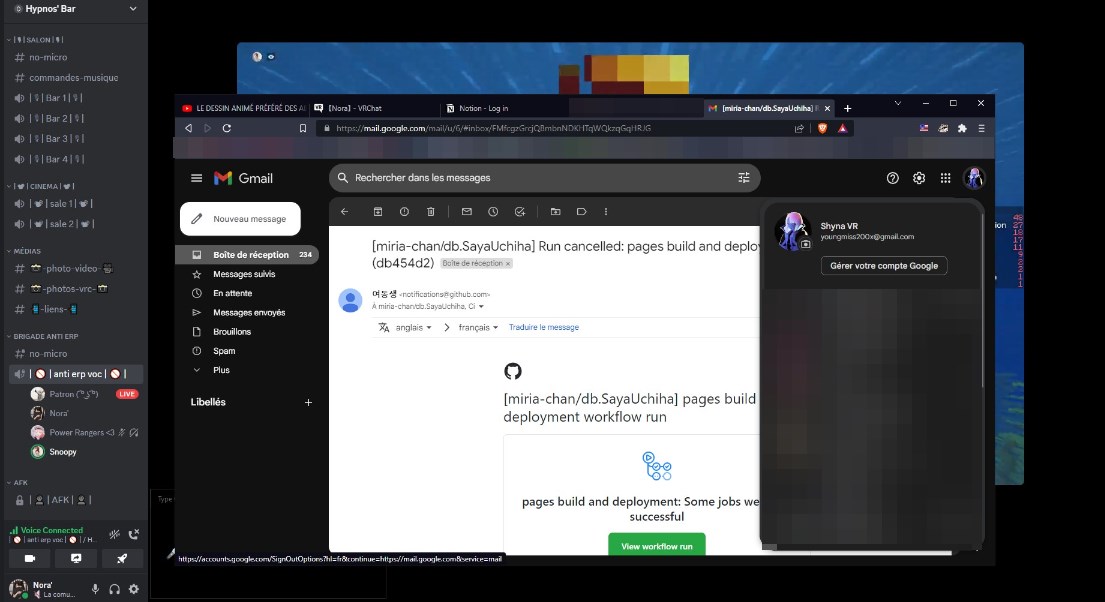 Hypnos' Bar
SALON
no-micro
commandes-musique
Bar 1
Bar 2
Bar 3
Bar 4
CINEMA
sale 1
sale 2
MÉDIAS
-photo-video-
-photos-vrc-
-liens-
BRIGADE ANTI ERP
no-micro
anti erp voc
Patron
LIVE
Nora'
Power Rangers <3
Snoopy
AFK
AFK
Voice Connected
anti erp voc / H...
Nora'
La comu...
Type
LE DESSIN ANIMÉ PRÉFÉRÉ DES A
[Nora] - VRChat
Notion - Log in
[miria-chan/db.SayaUchiha] R
https://mail.google.com/mail/u/6/#inbox/FMfcgzGrcjQBmbnNDKHTqWQkzqGqHRJG
Gmail
Rechercher dans les messages
Nouveau message
Boîte de réception 234
Messages suivis
En attente
Messages envoyés
Brouillons
Spam
Plus
Libellés
[miria-chan/db.SayaUchiha] Run cancelled: pages build and deploy
(db454d2) Boîte de réception ×
여동생 <notifications@github.com>
À miria-chan/db.SayaUchiha, Ci
anglais > français Traduire le message
[miria-chan/db.SayaUchiha] pages build
deployment workflow run
pages build and deployment: Some jobs we
successful
View workflow run
Shyna VR
youngmiss200x@gmail.com
Gérer votre compte Google
https://accounts.google.com/SignOutOptions?hl=fr&continue=https://mail.google.com&service=mail